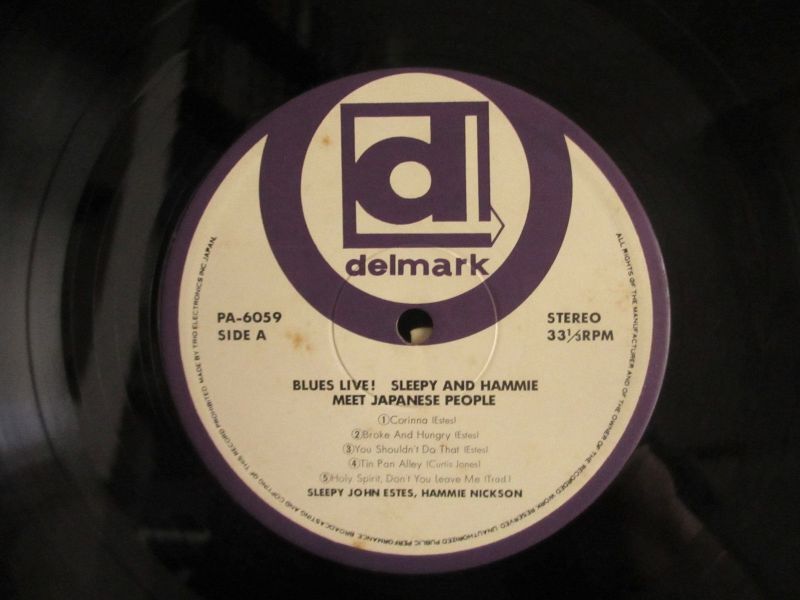 d
delmark
PA-6059
SIDE A
STEREO
33⅓RPM
BLUES LIVE! SLEEPY AND HAMMIE
MEET JAPANESE PEOPLE
①Corinna (Estes)
②Broke And Hungry (Estes)
③You Shouldn't Do That (Estes)
④Tin Pan Alley (Curtis Jones)
⑤Holy Spirit, Don't You Leave Me (Trad.)
SLEEPY JOHN ESTES, HAMMIE NICKSON
ALL RIGHTS OF THE MANUFACTURER AND OF THE OWNER OF THE RECORDED WORK RESERVED UNAUTHORIZED PUBLIC PERFORMANCE BROADCASTING AND COPYING OF THIS RECORD PROHIBITED MADE BY TRIO ELECTRONICS INC. JAPAN.